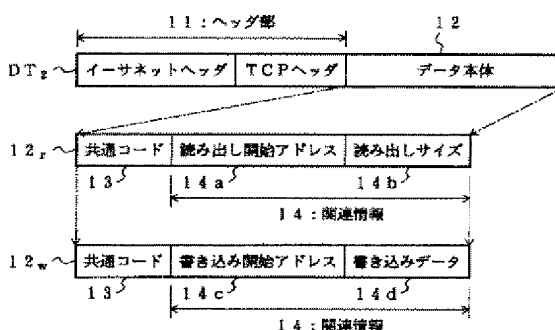 11:ヘッダ部 12
DT₂ イーサネットヘッダ TCPヘッダ データ本体
12r 共通コード 読み出し開始アドレス 読み出しサイズ
13 14a 14b
14:関連情報
12w 共通コード 書き込み開始アドレス 書き込みデータ
13 14c 14d
14:関連情報